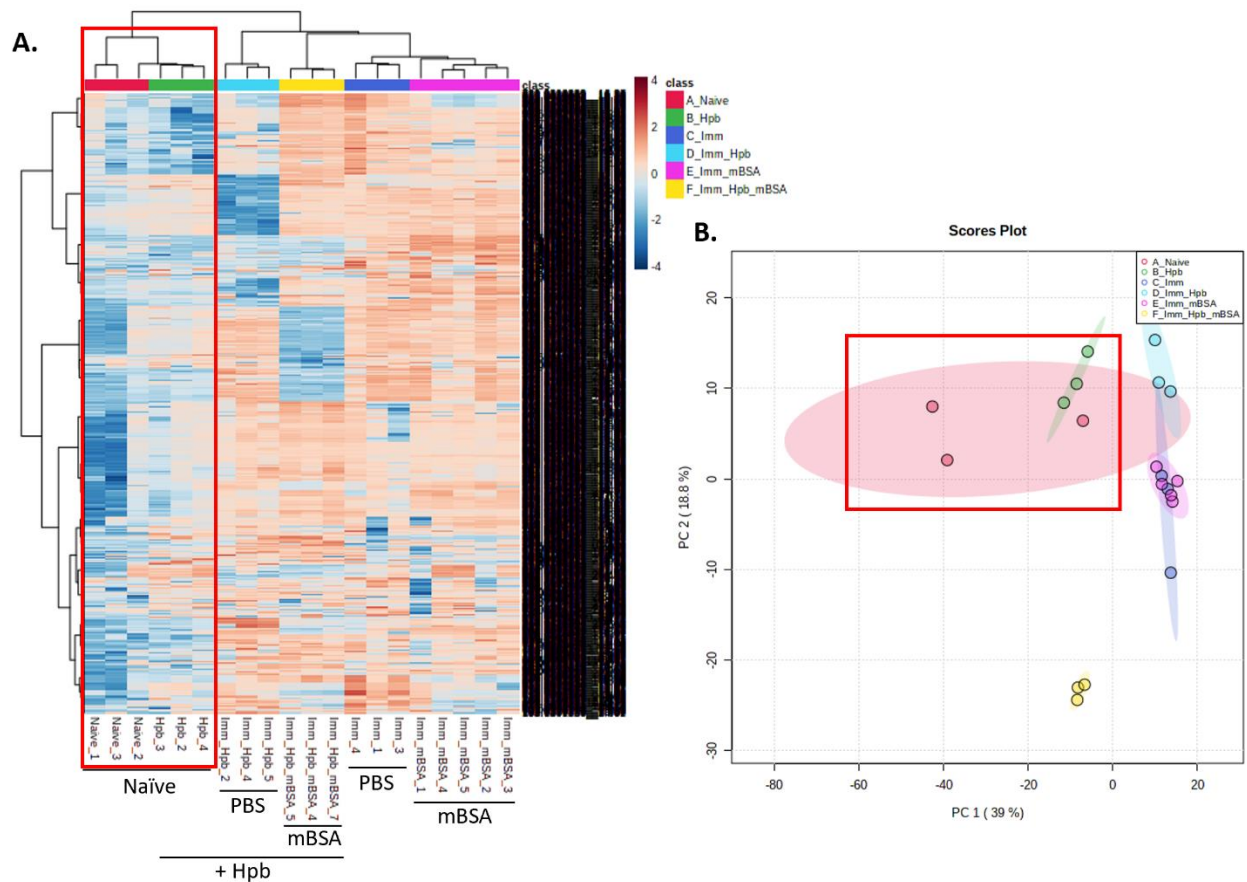 A.
class
4
2
0
-2
-4
class
A_Naive
B_Hpb
C_Imm
D_Imm_Hpb
E_Imm_mBSA
F_Imm_Hpb_mBSA
Naive_1
Naive_3
Naive_2
Hpb_3
Hpb_2
Hpb_4
Imm_Hpb_2
Imm_Hpb_4
Imm_Hpb_5
Imm_Hpb_mBSA_5
Imm_Hpb_mBSA_4
Imm_Hpb_mBSA_7
Imm_4
Imm_1
Imm_3
Imm_mBSA_1
Imm_mBSA_4
Imm_mBSA_5
Imm_mBSA_2
Imm_mBSA_3
Naïve
PBS
mBSA
PBS
mBSA
+ Hpb
B.
Scores Plot
A_Naive
B_Hpb
C_Imm
D_Imm_Hpb
E_Imm_mBSA
F_Imm_Hpb_mBSA
PC 2 ( 18.8 %)
20
10
0
-10
-20
-30
-80
-60
-40
-20
0
20
PC 1 ( 39 %)